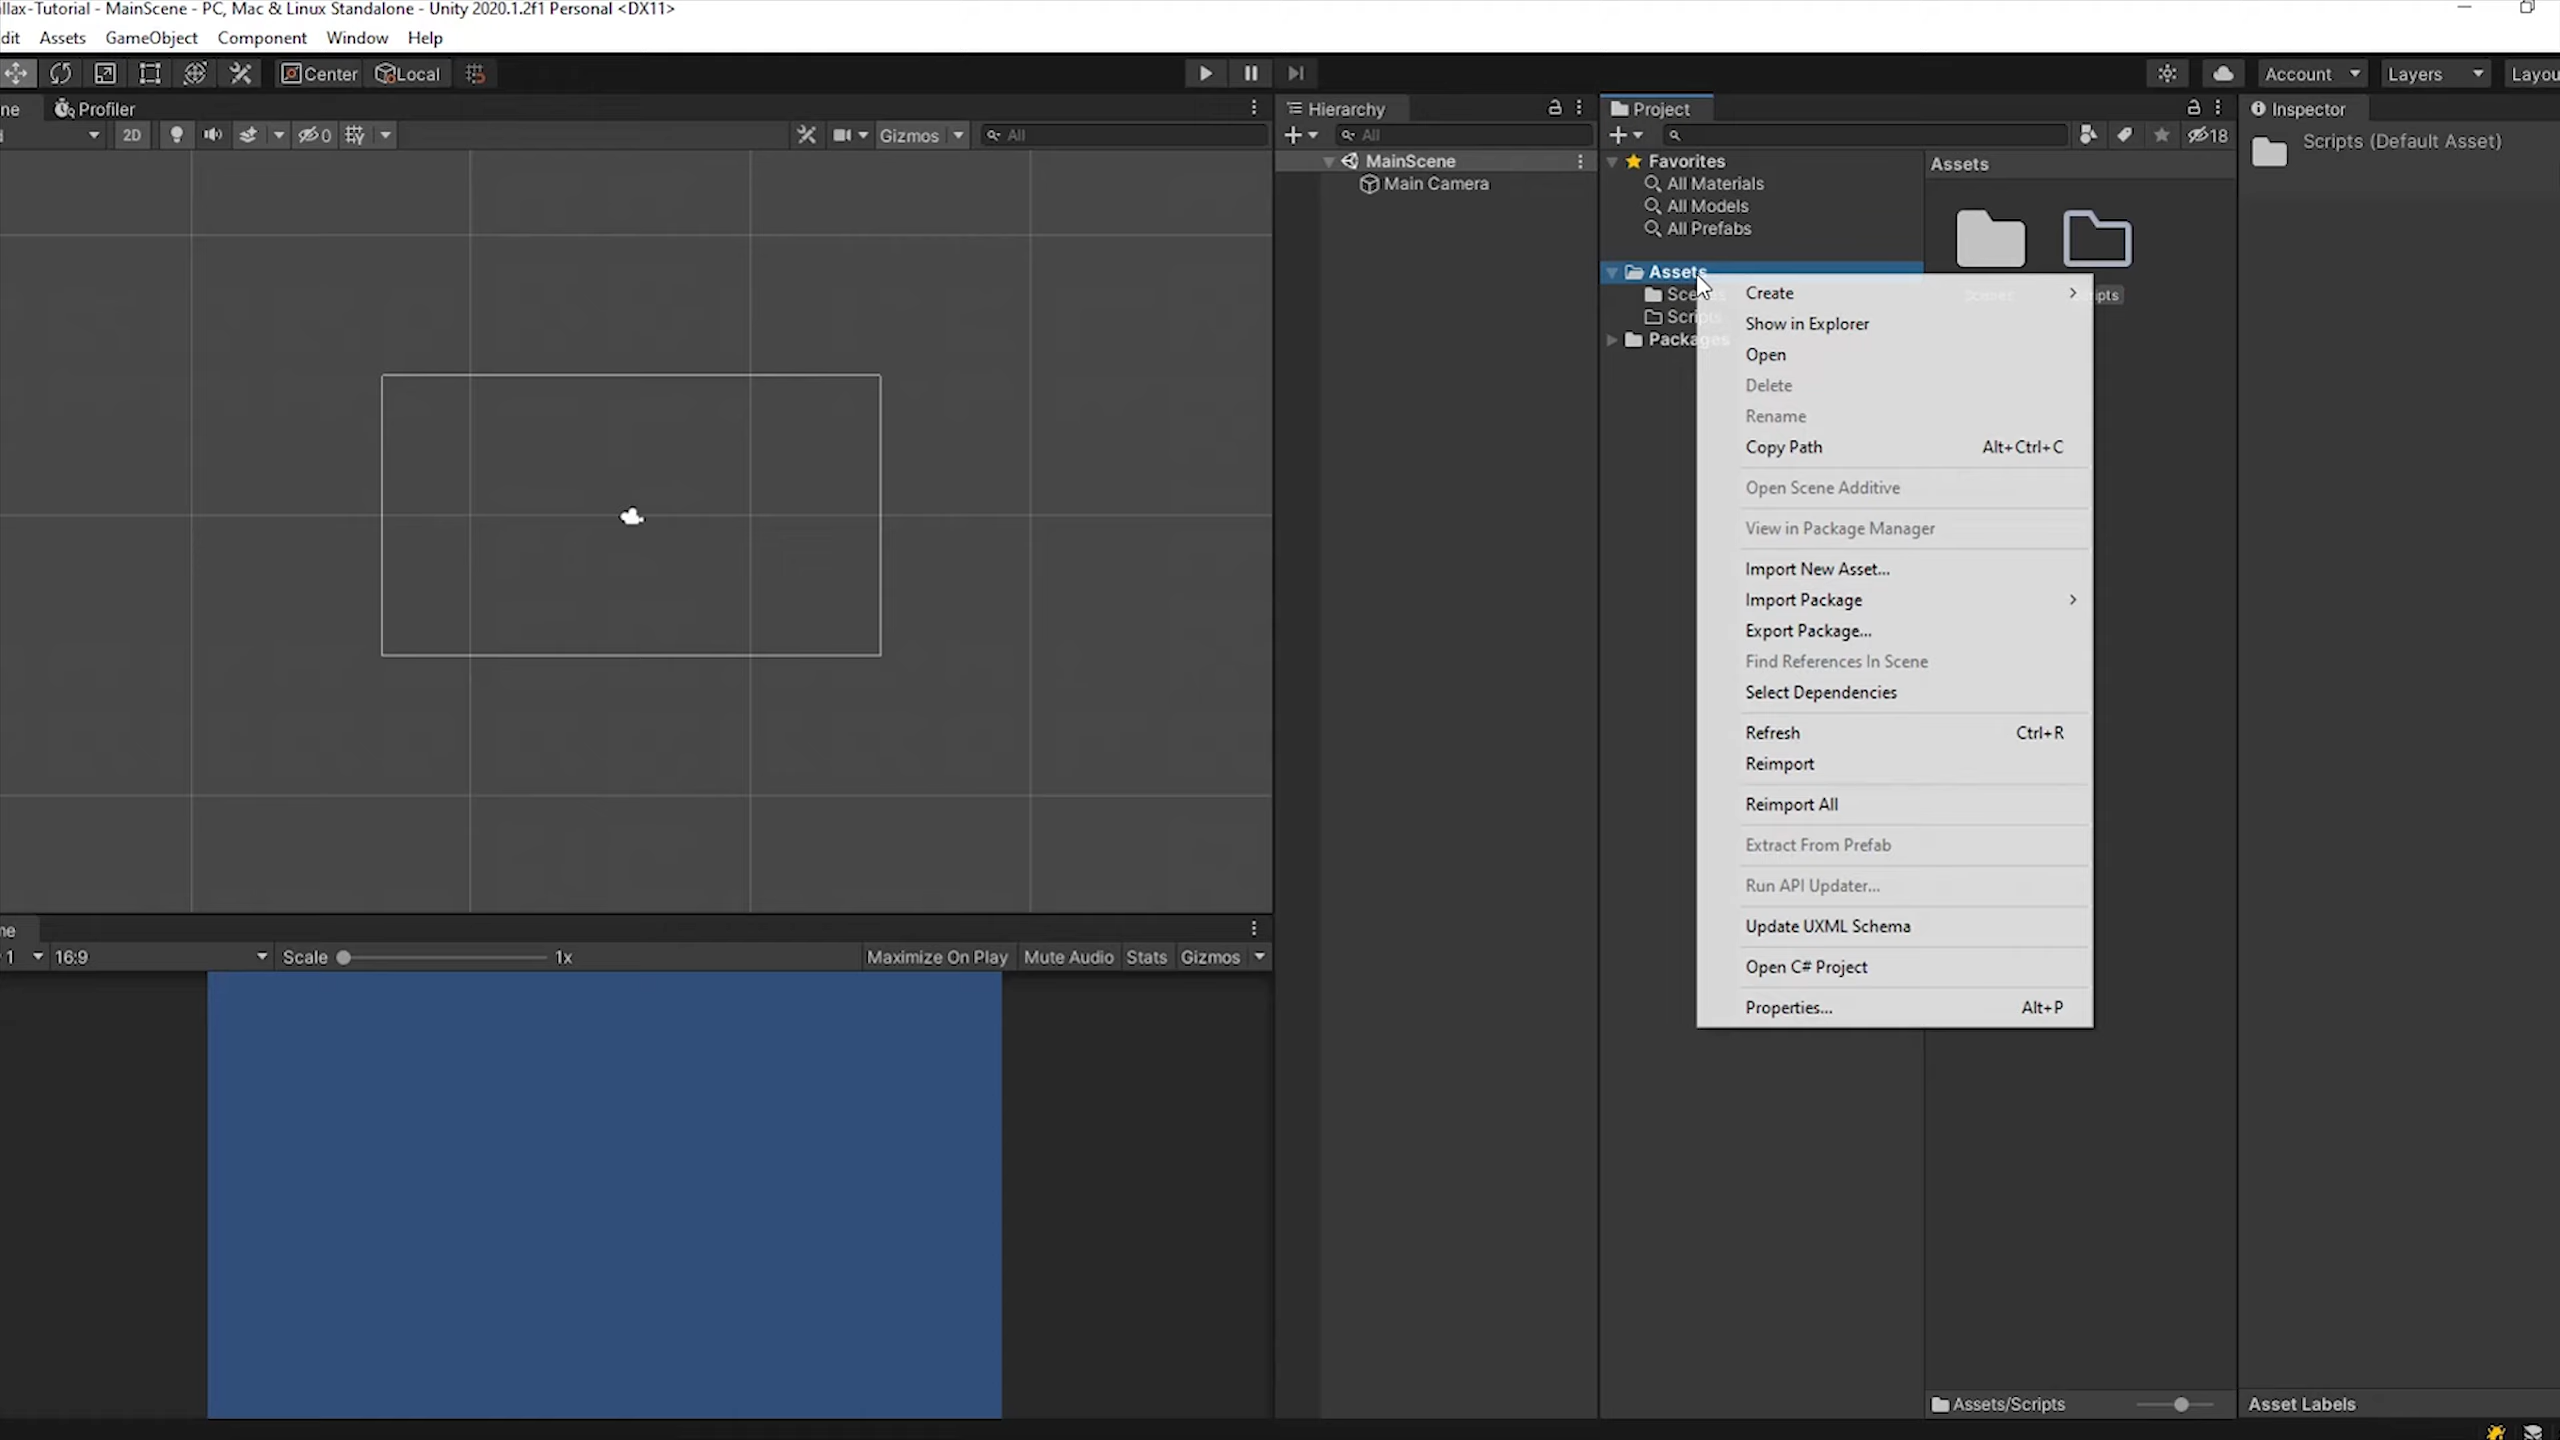 llax-Tutorial - MainScene - PC, Mac & Linux Standalone - Unity 2020.1.2f1 Personal <DX11>
dit Assets GameObject Component Window Help
Center Local Account Layers Layou
ne Profiler
2D 0 Gizmos All
Hierarchy
All
MainScene
Main Camera
Project
18
Favorites
All Materials
All Models
All Prefabs
Assets
Packages
Assets
ipts
Create
Show in Explorer
Open
Delete
Rename
Copy Path Alt+Ctrl+C
Open Scene Additive
View in Package Manager
Import New Asset...
Import Package
Export Package...
Find References In Scene
Select Dependencies
Refresh Ctrl+R
Reimport
Reimport All
Extract From Prefab
Run API Updater...
Update UXML Schema
Open C# Project
Properties... Alt+P
Assets/Scripts
Inspector
Scripts (Default Asset)
Asset Labels
me
1 16:9 Scale 1x Maximize On Play Mute Audio Stats Gizmos